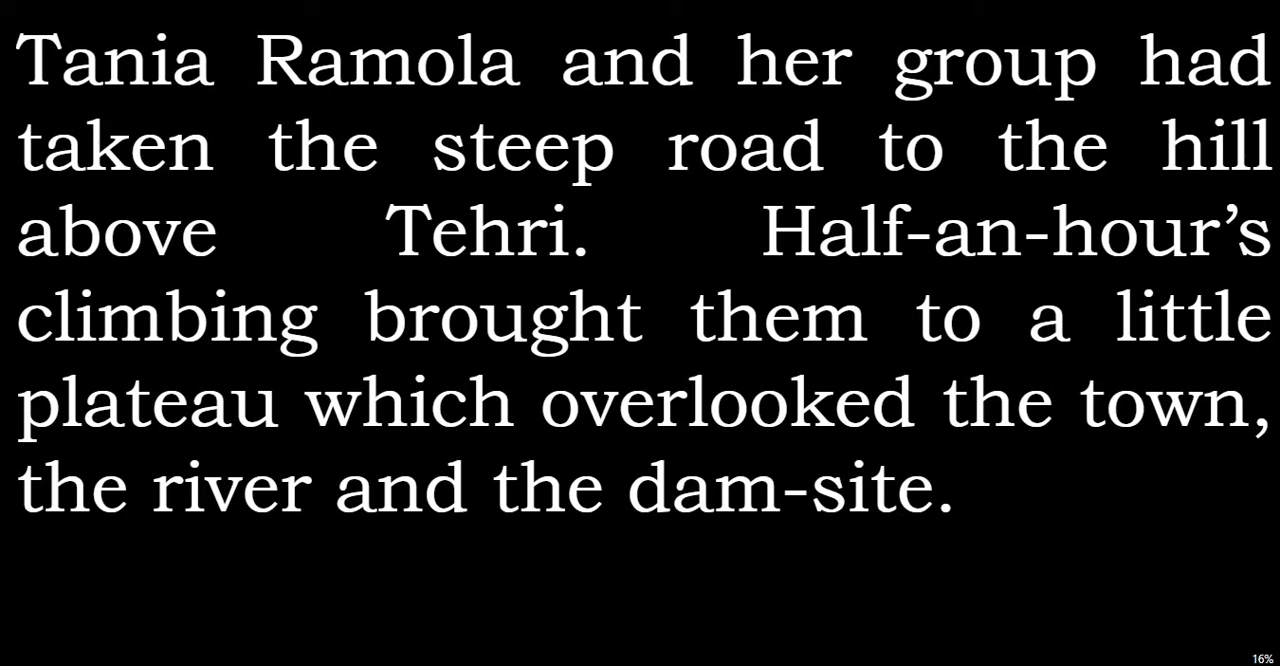 Tania Ramola and her group had
taken the steep road to the hill
above Tehri. Half-an-hour’s
climbing brought them to a little
plateau which overlooked the town,
the river and the dam-site.
16%